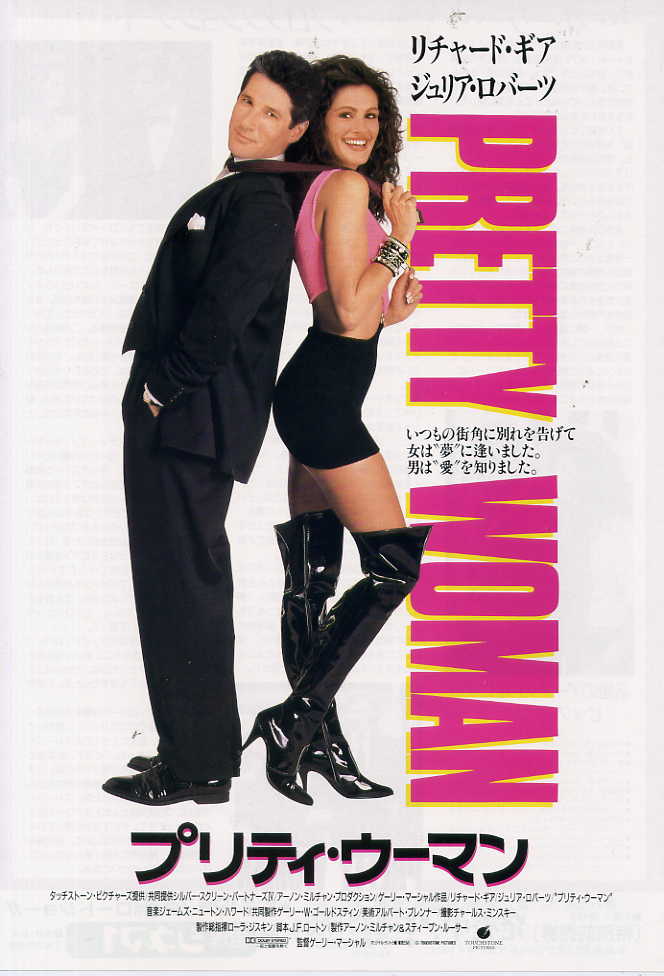 リチャード・ギア
ジュリア・ロバーツ
PRETTY WOMAN
いつもの街角に別れを告げて
女は“夢”に逢いました。
男は“愛”を知りました。
プリティ・ウーマン
タッチストーン・ピクチャーズ提供/共同提供シルバー・スクリーン・パートナーズⅣ/アーノン・ミルチャン・プロダクション/ゲーリー・マーシャル作品/リチャード・ギア/ジュリア・ロバーツ/“プリティ・ウーマン”
音楽ジェームズ・ニュートン・ハワード/共同製作ゲーリー・W・ゴールドスティン/美術アルバート・ブレンナー/撮影チャールス・ミンスキー
製作総指揮ローラ・ジスキン/脚本J.F.ロートン/製作アーノン・ミルチャン&スティーブン・ルーサー
DOLBY STEREO 監督ゲーリー・マーシャル © TOUCHSTONE PICTURES
TOUCHSTONE
PICTURES